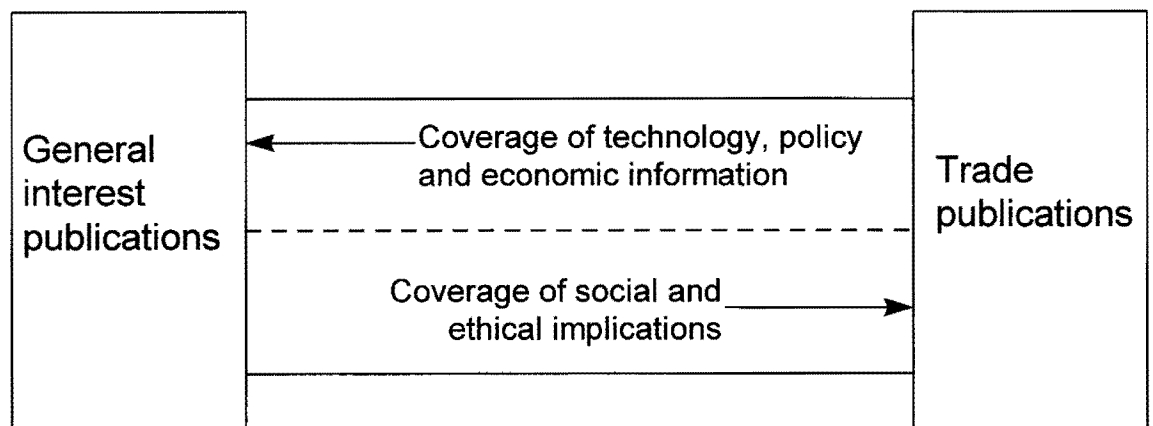 General
interest
publications
Coverage of technology, policy
and economic information
Coverage of social and
ethical implications
Trade
publications